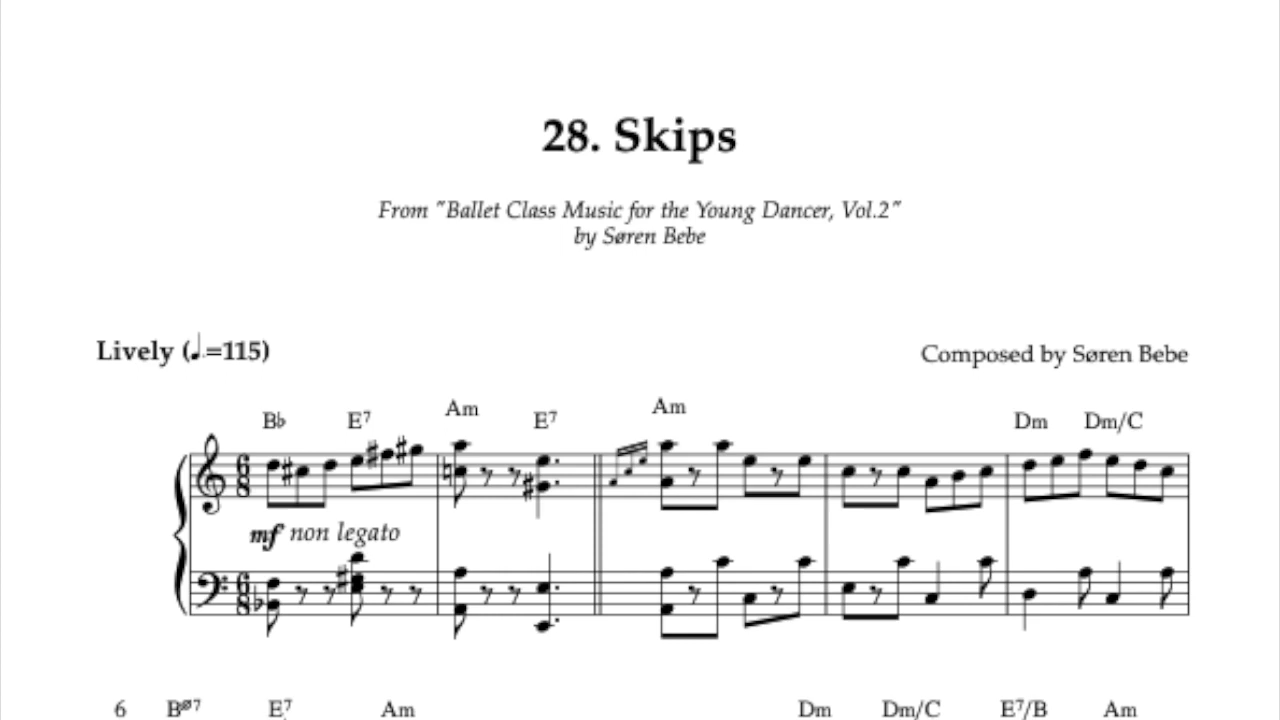 28. Skips
From "Ballet Class Music for the Young Dancer, Vol.2"
by Søren Bebe
Lively (♩.=115)
Composed by Søren Bebe
B♭ E7 Am E7 Am Dm Dm/C
mf non legato
6 Bø7 E7 Am Dm Dm/C E7/B Am